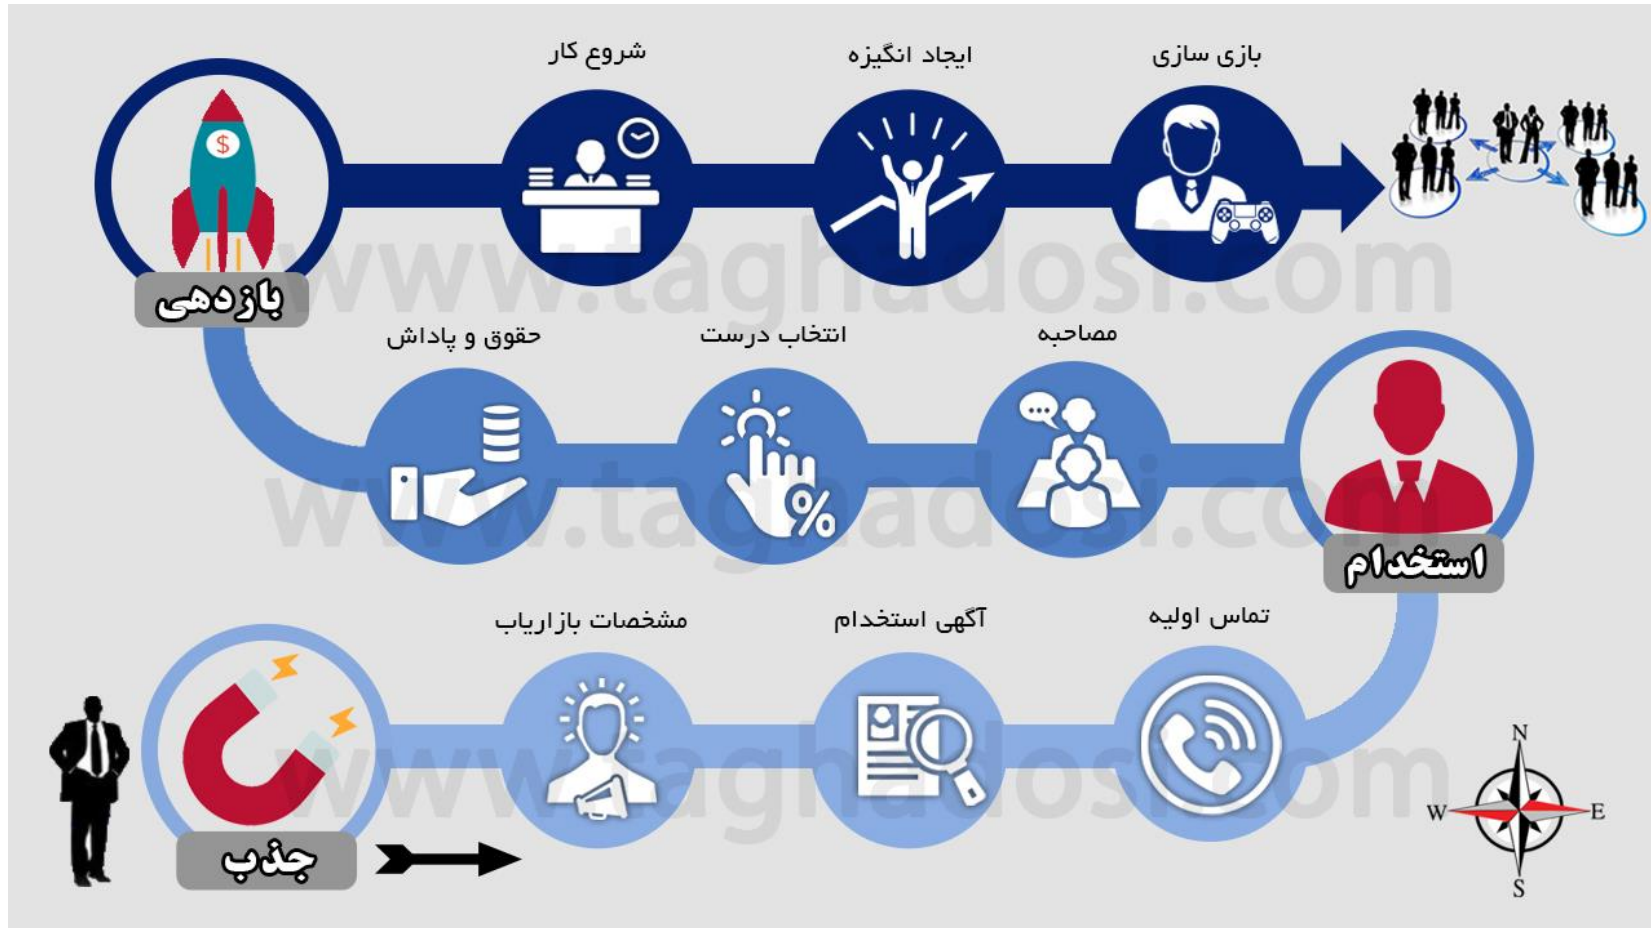 شروع کار
ایجاد انگیزه
بازی سازی
$
بازدهی
www.taghadosi.com
حقوق و پاداش
انتخاب درست
مصاحبه
%
www.taghadosi.com
استخدام
مشخصات بازاریاب
آگهی استخدام
تماس اولیه
www.taghadosi.com
جذب
N
W
E
S